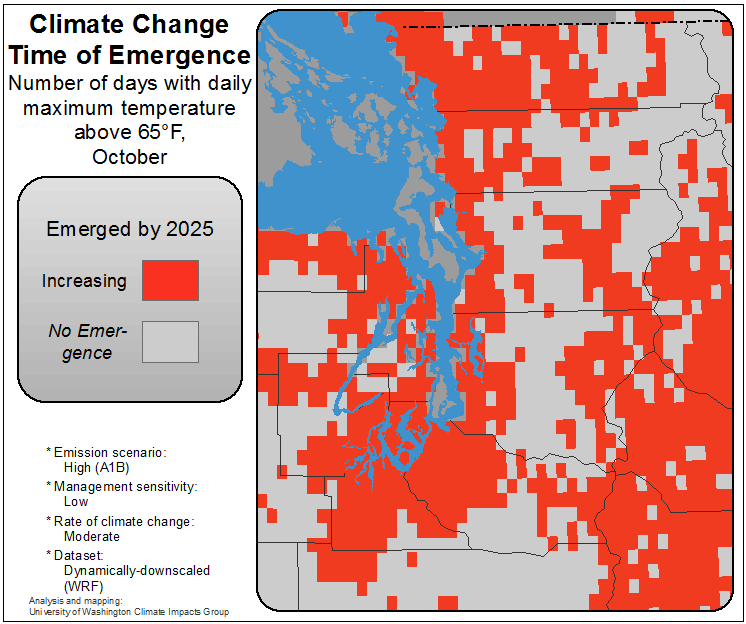 Climate Change
Time of Emergence
Number of days with daily
maximum temperature
above 65°F,
October
Emerged by 2025
Increasing
No Emer-
gence
* Emission scenario:
High (A1B)
* Management sensitivity:
Low
* Rate of climate change:
Moderate
* Dataset:
Dynamically-downscaled
(WRF)
Analysis and mapping:
University of Washington Climate Impacts Group